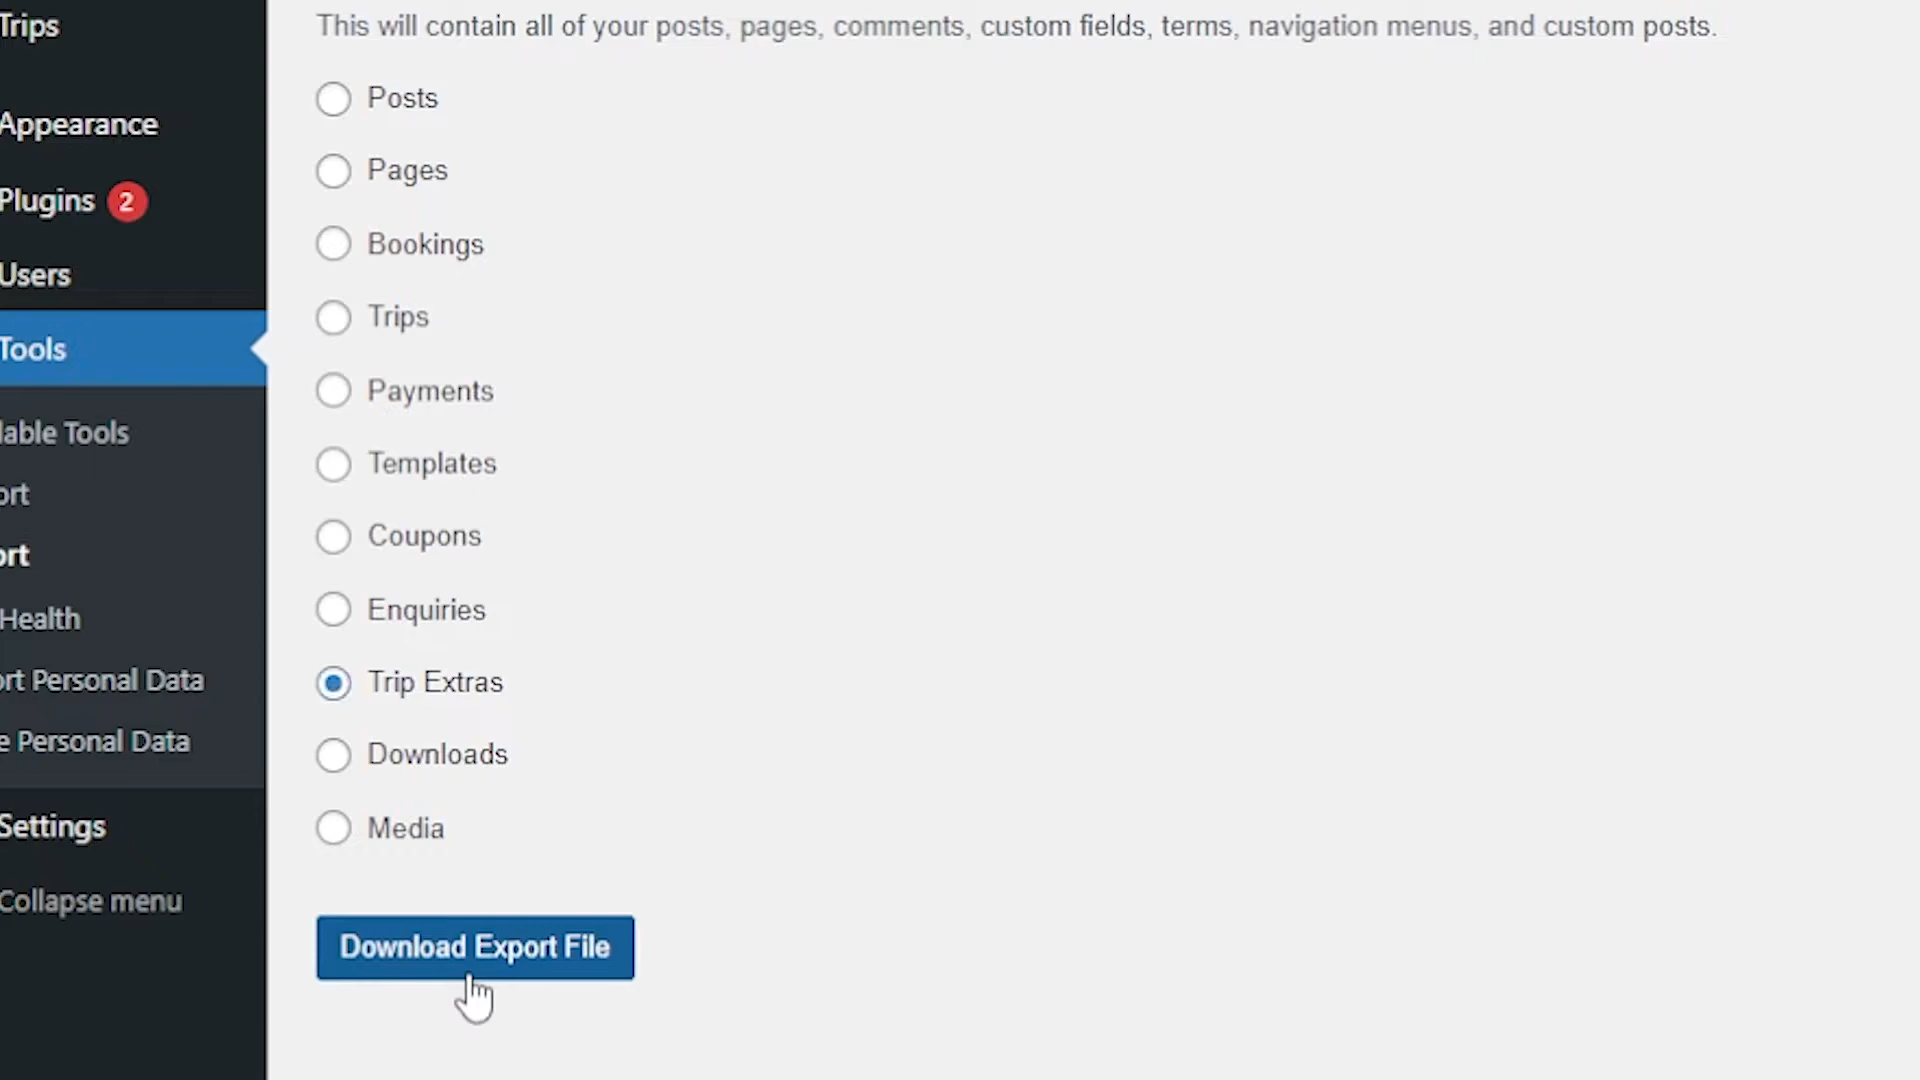 Trips
Appearance
Plugins 2
Users
Tools
lable Tools
ort
ort
Health
ort Personal Data
e Personal Data
Settings
Collapse menu
This will contain all of your posts, pages, comments, custom fields, terms, navigation menus, and custom posts.
Posts
Pages
Bookings
Trips
Payments
Templates
Coupons
Enquiries
Trip Extras
Downloads
Media
Download Export File